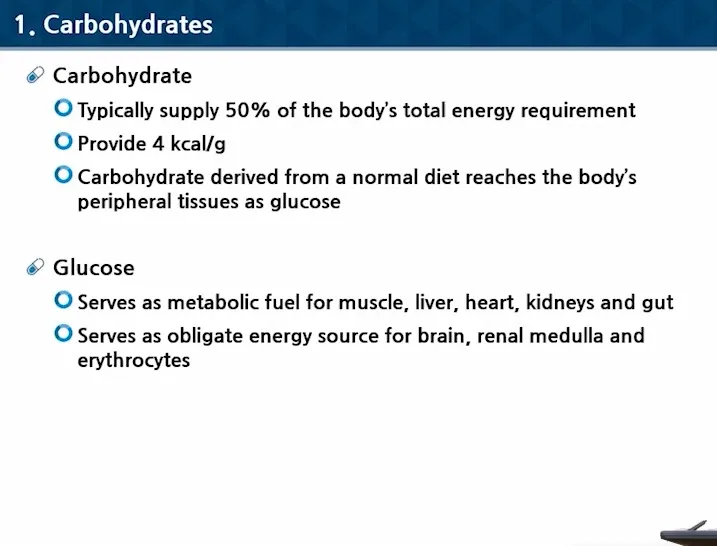 1. Carbohydrates
Carbohydrate
Typically supply 50% of the body's total energy requirement
Provide 4 kcal/g
Carbohydrate derived from a normal diet reaches the body's
peripheral tissues as glucose
Glucose
Serves as metabolic fuel for muscle, liver, heart, kidneys and gut
Serves as obligate energy source for brain, renal medulla and
erythrocytes